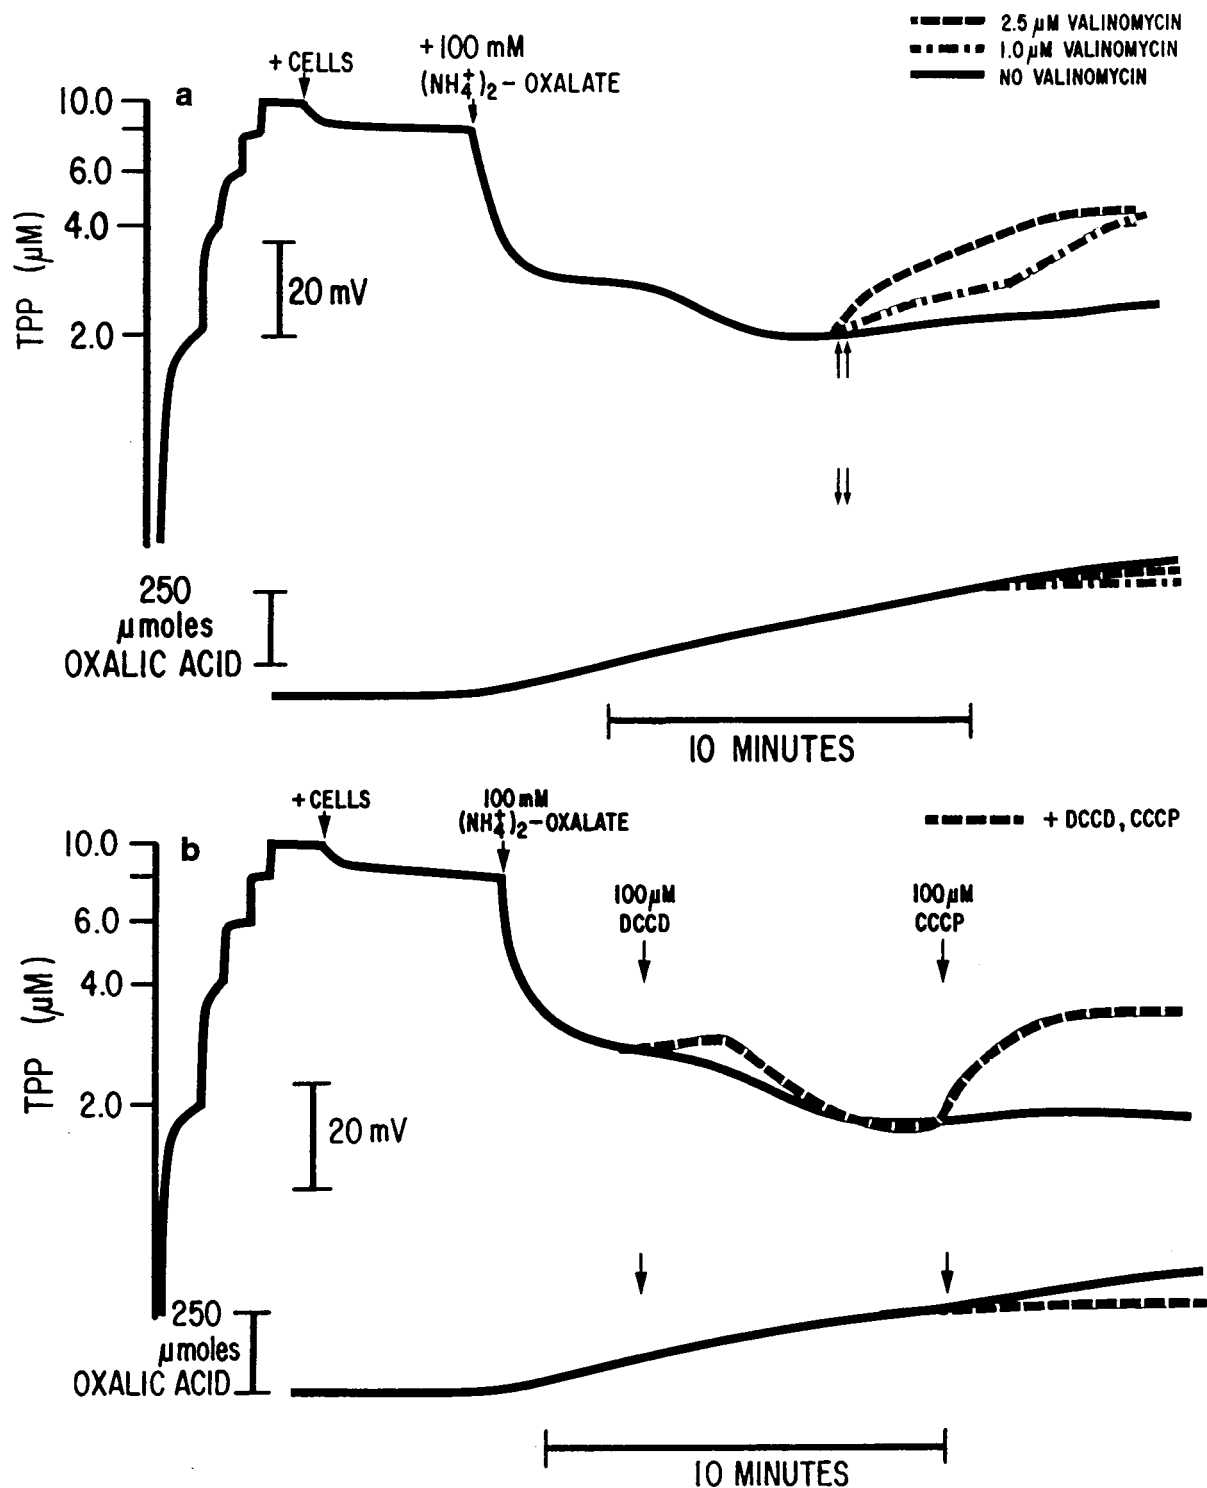 2.5 µM VALINOMYCIN
1.0 µM VALINOMYCIN
NO VALINOMYCIN
a
+ CELLS
+100 mM
(NH₄⁺)₂ – OXALATE
10.0
6.0
4.0
2.0
TPP (µM)
20 mV
250
µmoles
OXALIC ACID
10 MINUTES
b
+ CELLS
100 mM
(NH₄⁺)₂ – OXALATE
+ DCCD, CCCP
10.0
6.0
4.0
2.0
TPP (µM)
100 µM
DCCD
100 µM
CCCP
20 mV
250
µmoles
OXALIC ACID
10 MINUTES